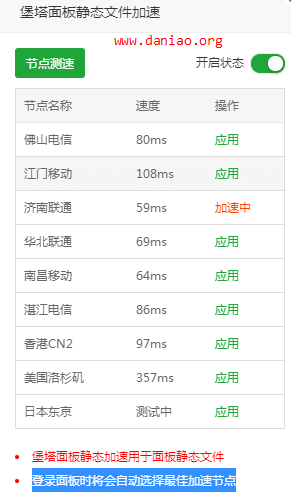 堡塔面板静态文件加速
www.daniao.org
节点测速 开启状态
节点名称 速度 操作
佛山电信 80ms 应用
江门移动 108ms 应用
济南联通 59ms 加速中
华北联通 69ms 应用
南昌移动 64ms 应用
湛江电信 86ms 应用
香港CN2 97ms 应用
美国洛杉矶 357ms 应用
日本东京 测试中 应用
堡塔面板静态加速用于面板静态文件
登录面板时将会自动选择最佳加速节点